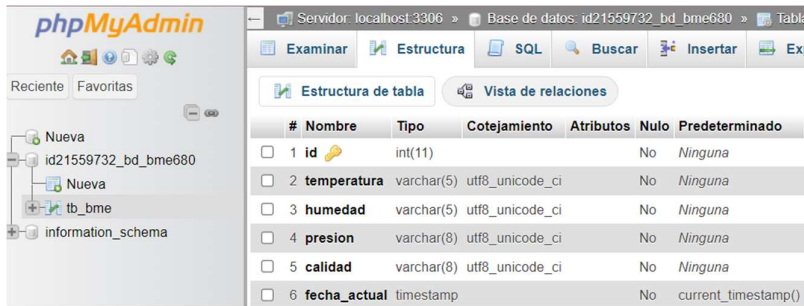 phpMyAdmin
Reciente Favoritas
Nueva
id21559732_bd_bme680
Nueva
tb_bme
information_schema
Servidor: localhost:3306 » Base de datos: id21559732_bd_bme680 »
Examinar Estructura SQL Buscar Insertar
Estructura de tabla Vista de relaciones
# Nombre Tipo Cotejamiento Atributos Nulo Predeterminado
1 id int(11) No Ninguna
2 temperatura varchar(5) utf8_unicode_ci No Ninguna
3 humedad varchar(5) utf8_unicode_ci No Ninguna
4 presion varchar(8) utf8_unicode_ci No Ninguna
5 calidad varchar(8) utf8_unicode_ci No Ninguna
6 fecha_actual timestamp No current_timestamp()